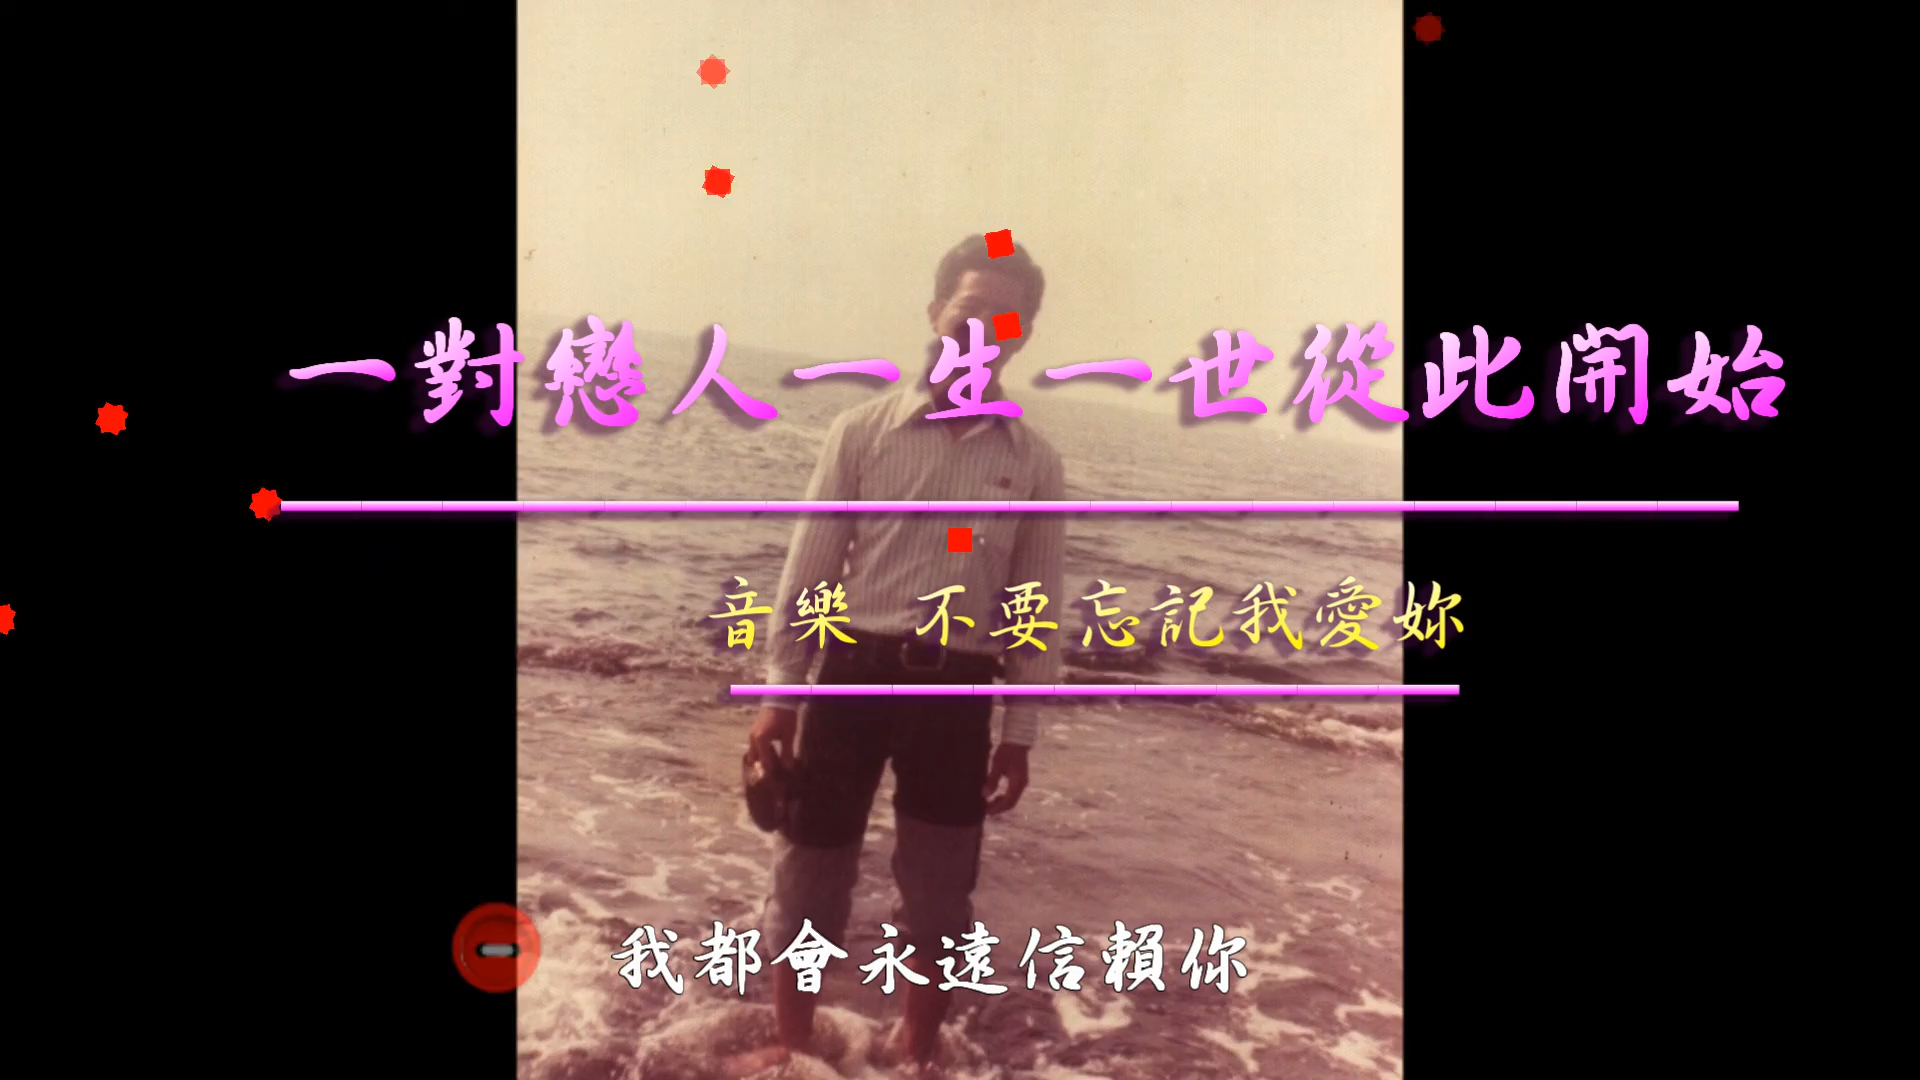 一對戀人一生一世從此開始
音樂 不要忘記我愛妳
我都會永遠信賴你